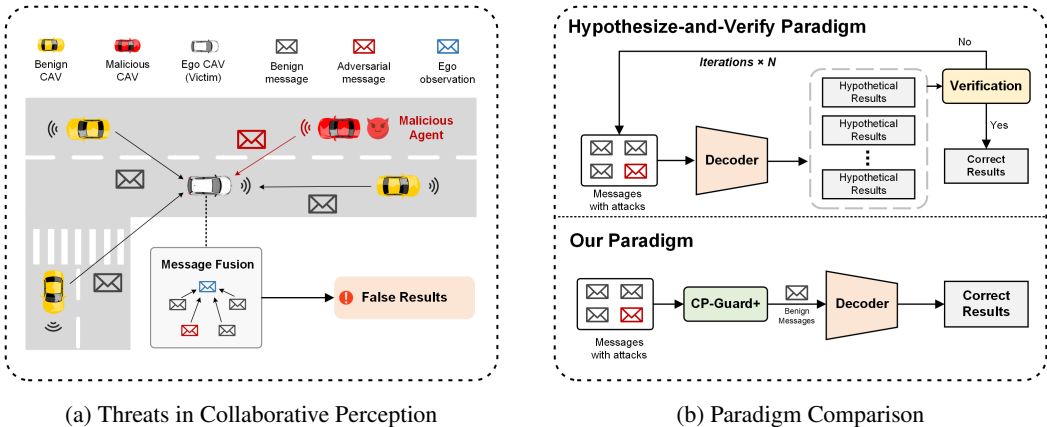 Benign
CAV
Malicious
CAV
Ego CAV
(Victim)
Benign
message
Adversarial
message
Ego
observation
Malicious
Agent
Message Fusion
False Results
(a) Threats in Collaborative Perception
Hypothesize-and-Verify Paradigm
No
Iterations × N
Hypothetical
Results
Verification
Hypothetical
Results
Yes
Decoder
Correct
Results
Hypothetical
Results
Messages
with attacks
Our Paradigm
CP-Guard+
Benign
Messages
Decoder
Correct
Results
Messages
with attacks
(b) Paradigm Comparison